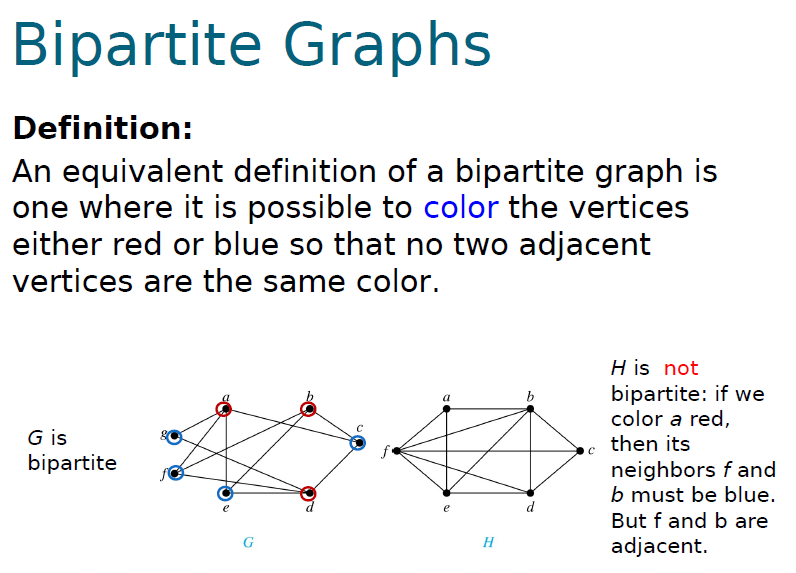 Bipartite Graphs
Definition:
An equivalent definition of a bipartite graph is
one where it is possible to color the vertices
either red or blue so that no two adjacent
vertices are the same color.
G is
bipartite
a
b
c
g
f
e
d
G
a
b
f
c
e
d
H
H is not
bipartite: if we
color a red,
then its
neighbors f and
b must be blue.
But f and b are
adjacent.